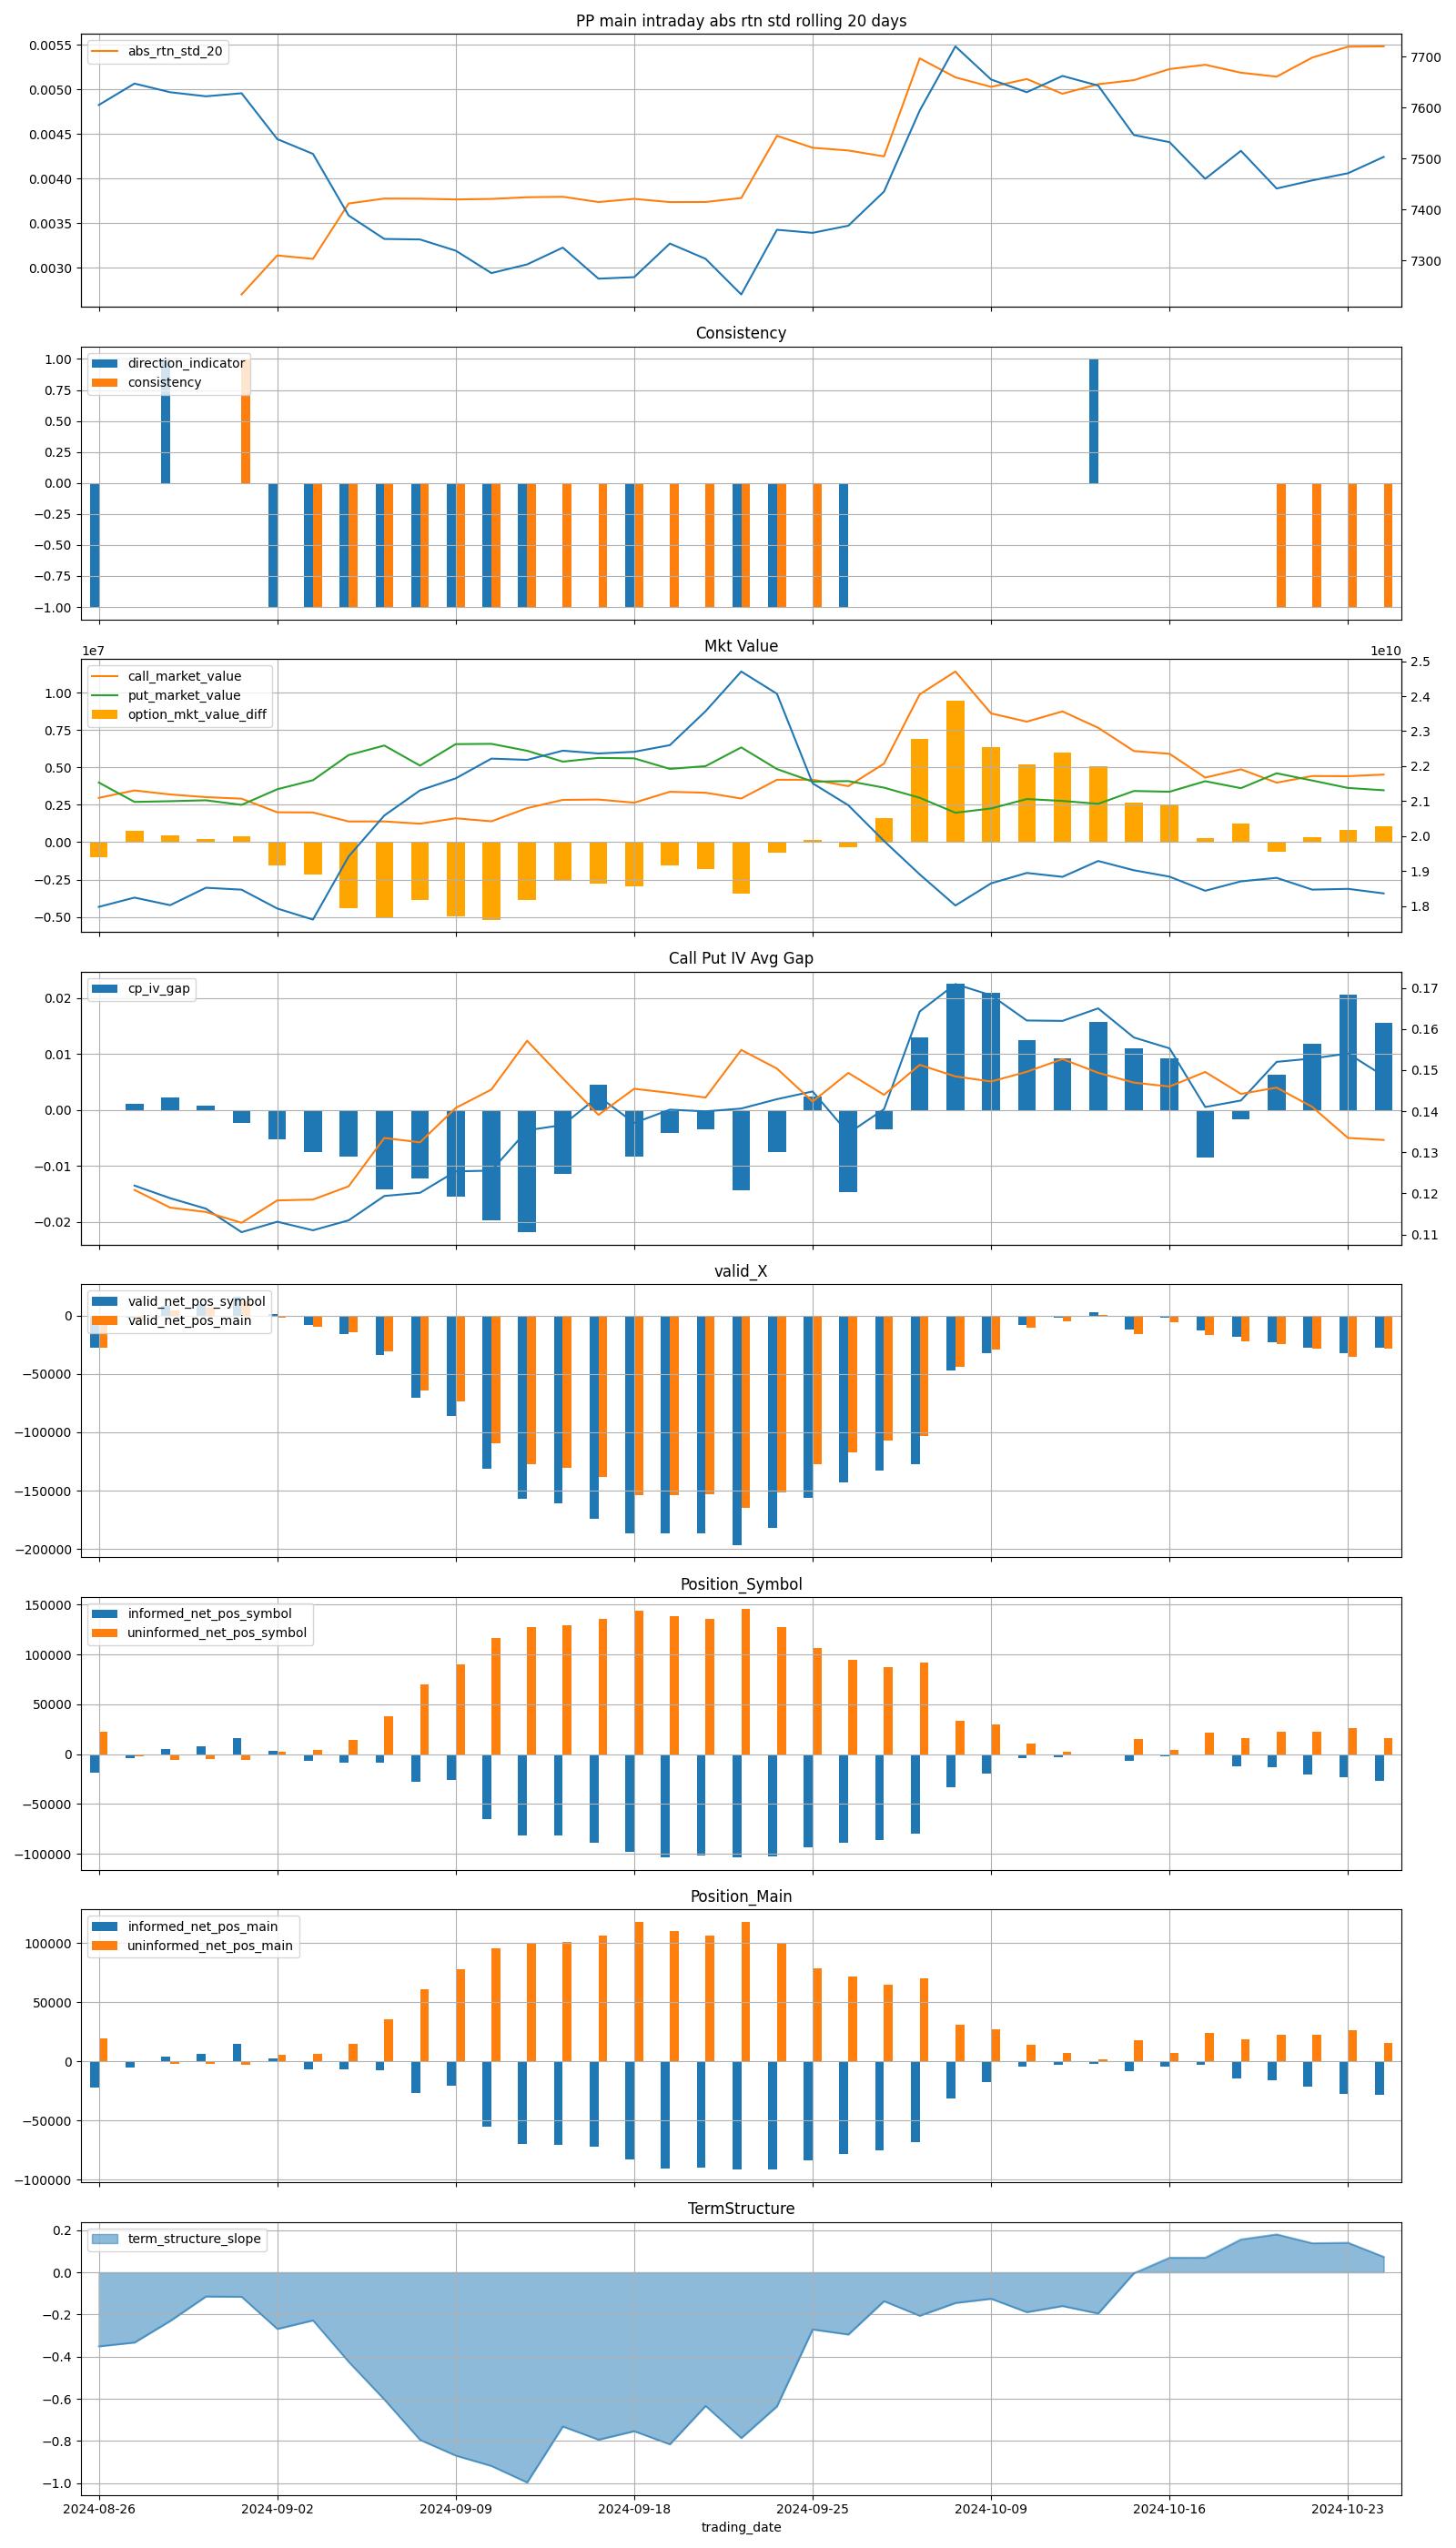 PP main intraday abs rtn std rolling 20 days
abs_rtn_std_20
0.0055
0.0050
0.0045
0.0040
0.0035
0.0030
7700
7600
7500
7400
7300
Consistency
direction_indicator
consistency
1.00
0.75
0.50
0.25
0.00
−0.25
−0.50
−0.75
−1.00
Mkt Value
1e7
1e10
call_market_value
put_market_value
option_mkt_value_diff
1.00
0.75
0.50
0.25
0.00
−0.25
−0.50
2.5
2.4
2.3
2.2
2.1
2.0
1.9
1.8
Call Put IV Avg Gap
cp_iv_gap
0.02
0.01
0.00
−0.01
−0.02
0.17
0.16
0.15
0.14
0.13
0.12
0.11
valid_X
valid_net_pos_symbol
valid_net_pos_main
0
−50000
−100000
−150000
−200000
Position_Symbol
informed_net_pos_symbol
uninformed_net_pos_symbol
150000
100000
50000
0
−50000
−100000
Position_Main
informed_net_pos_main
uninformed_net_pos_main
100000
50000
0
−50000
−100000
TermStructure
term_structure_slope
0.2
0.0
−0.2
−0.4
−0.6
−0.8
−1.0
2024-08-26 2024-09-02 2024-09-09 2024-09-18 2024-09-25 2024-10-09 2024-10-16 2024-10-23
trading_date